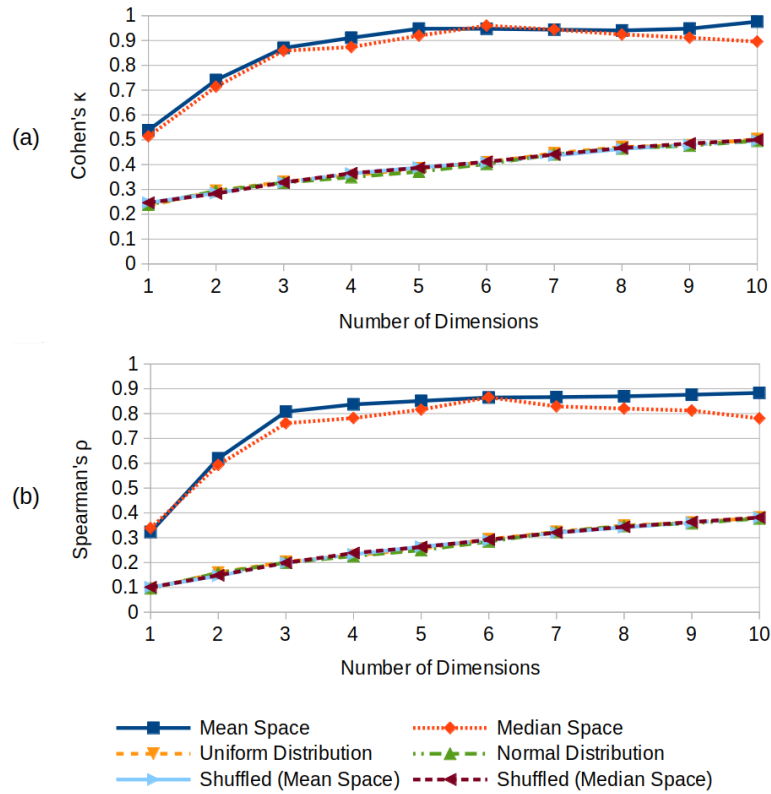 (a)
Cohen's κ
1
0.9
0.8
0.7
0.6
0.5
0.4
0.3
0.2
0.1
0
1 2 3 4 5 6 7 8 9 10
Number of Dimensions
(b)
Spearman's ρ
1
0.9
0.8
0.7
0.6
0.5
0.4
0.3
0.2
0.1
0
1 2 3 4 5 6 7 8 9 10
Number of Dimensions
Mean Space Median Space
Uniform Distribution Normal Distribution
Shuffled (Mean Space) Shuffled (Median Space)